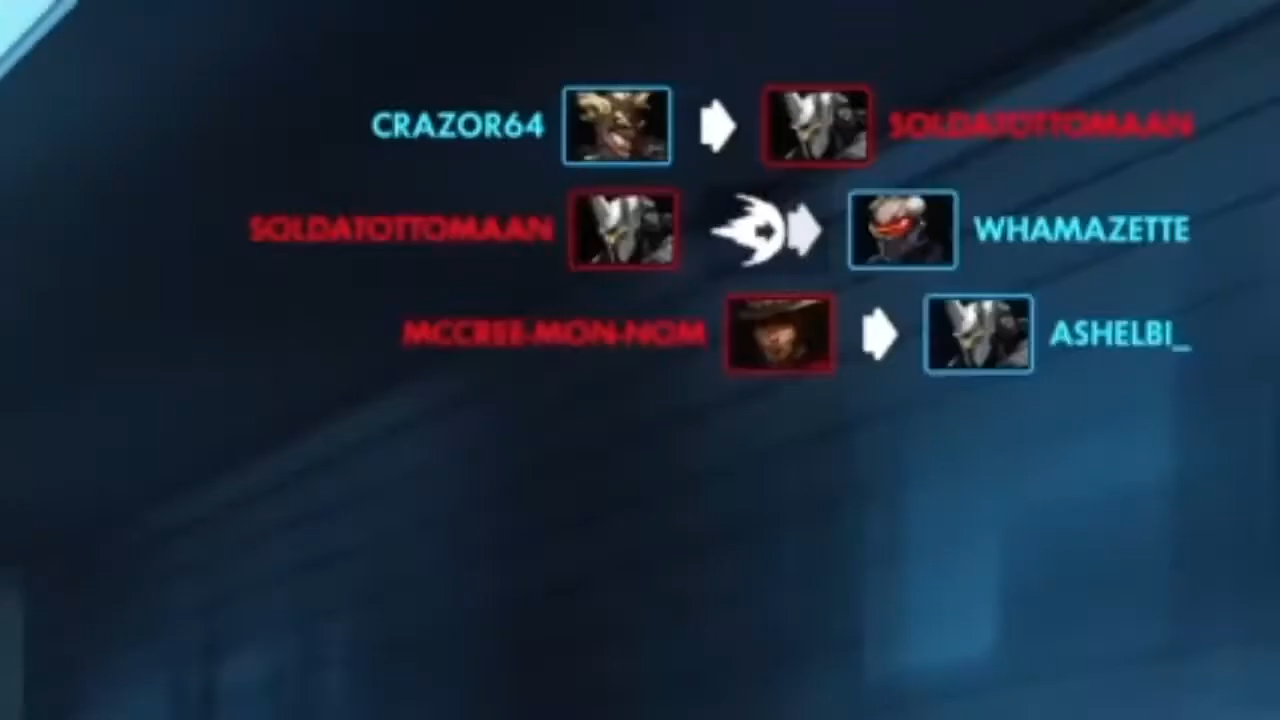 CRAZOR64 SOLDATOTTOMAAN
SOLDATOTTOMAAN WHAMAZETTE
MCCREE-MON-NOM ASHELBI_